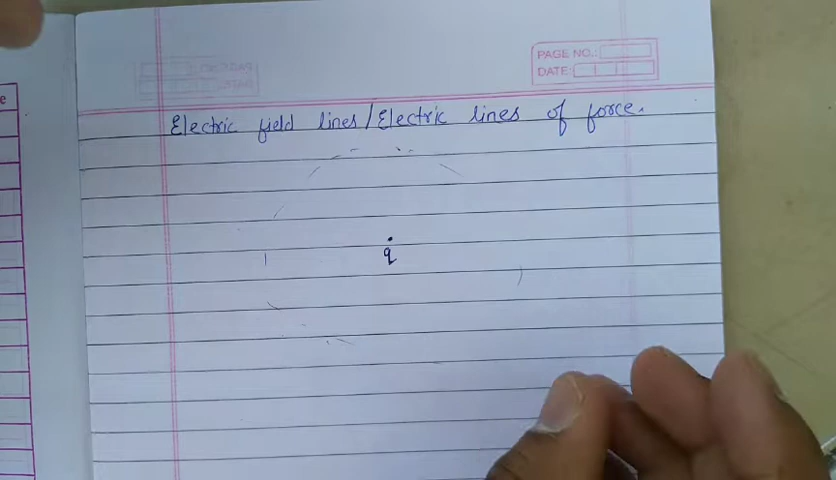 PAGE NO.:
DATE:
Electric field lines/Electric lines of force.
q
e